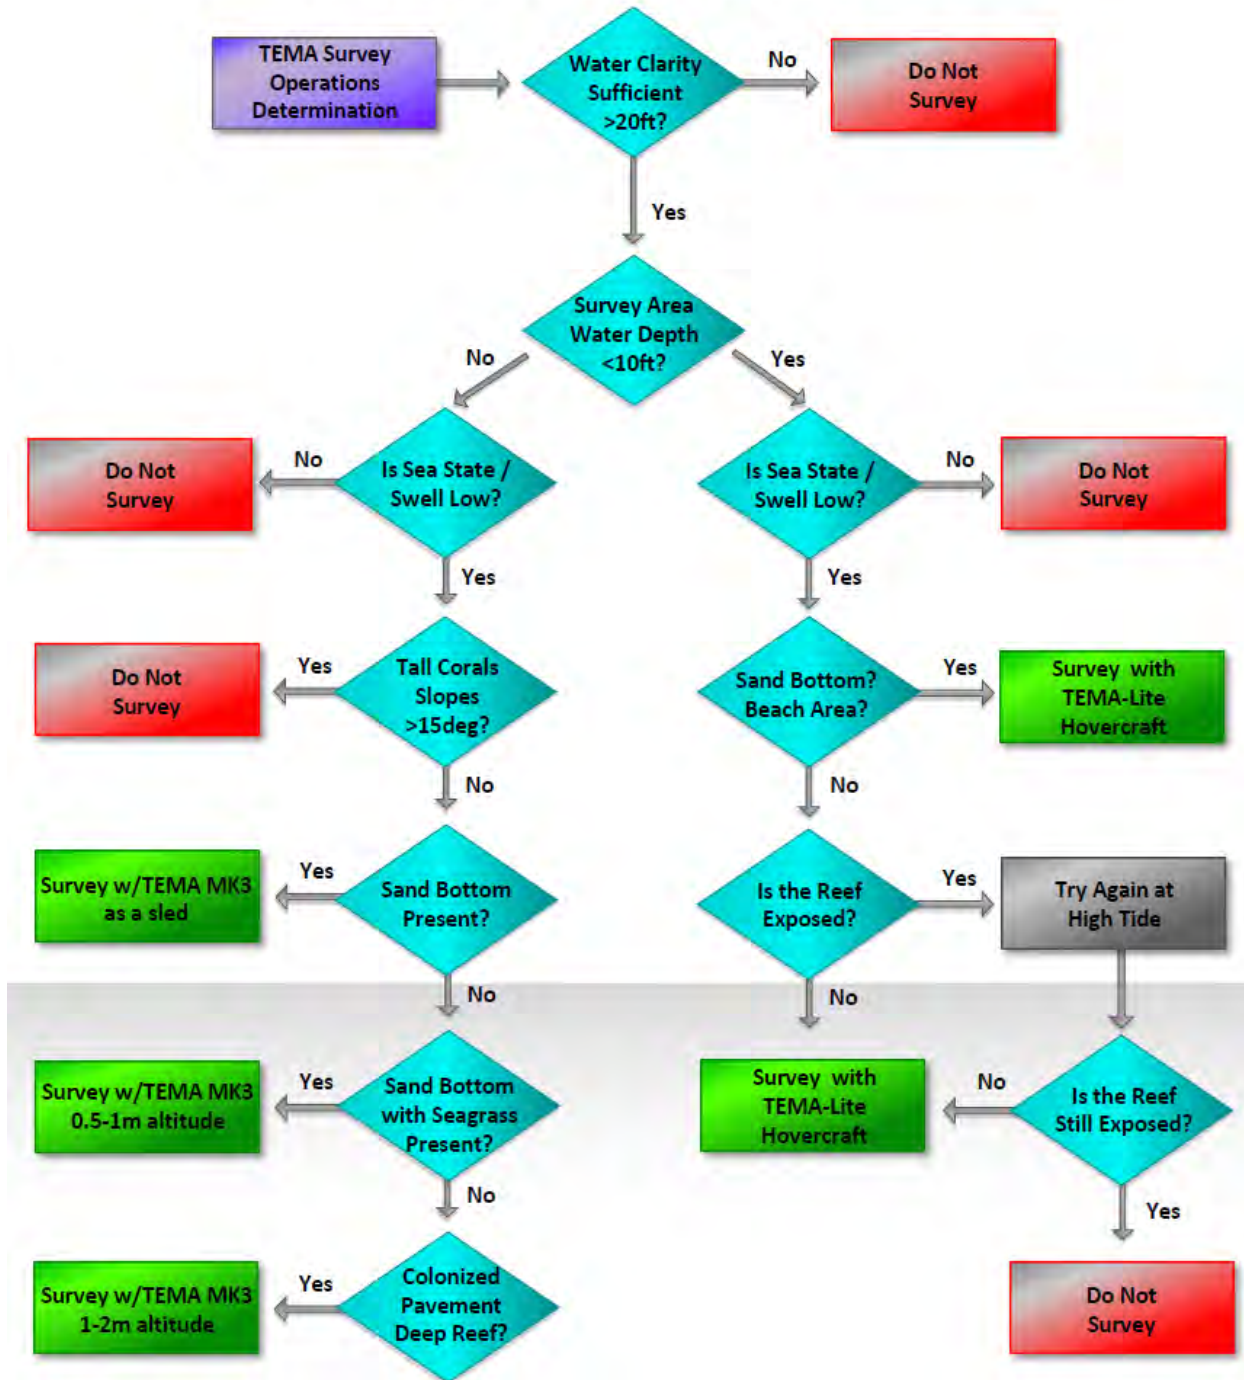 TEMA Survey
Operations
Determination
Water Clarity
Sufficient
>20ft?
No
Do Not
Survey
Yes
Survey Area
Water Depth
<10ft?
No
Yes
Do Not
Survey
No
Is Sea State /
Swell Low?
Is Sea State /
Swell Low?
No
Do Not
Survey
Yes
Yes
Do Not
Survey
Yes
Tall Corals
Slopes
>15deg?
Sand Bottom?
Beach Area?
Yes
Survey with
TEMA-Lite
Hovercraft
No
No
Survey w/TEMA MK3
as a sled
Yes
Sand Bottom
Present?
Is the Reef
Exposed?
Yes
Try Again at
High Tide
No
No
Survey w/TEMA MK3
0.5-1m altitude
Yes
Sand Bottom
with Seagrass
Present?
Survey with
TEMA-Lite
Hovercraft
No
Is the Reef
Still Exposed?
No
Yes
Survey w/TEMA MK3
1-2m altitude
Yes
Colonized
Pavement
Deep Reef?
Do Not
Survey